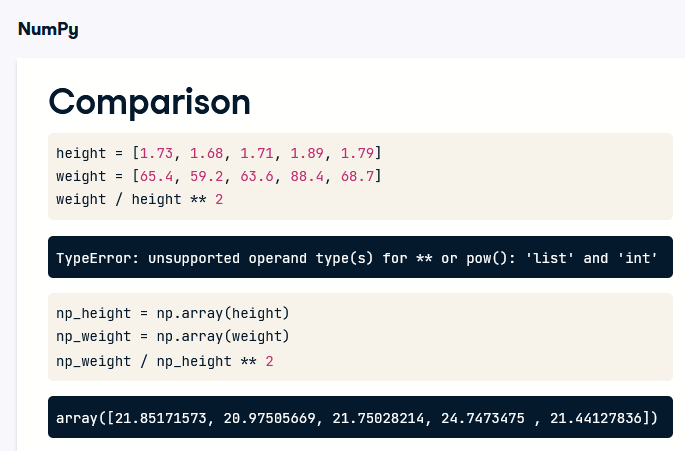 NumPy
Comparison
height = [1.73, 1.68, 1.71, 1.89, 1.79]
weight = [65.4, 59.2, 63.6, 88.4, 68.7]
weight / height ** 2
TypeError: unsupported operand type(s) for ** or pow(): 'list' and 'int'
np_height = np.array(height)
np_weight = np.array(weight)
np_weight / np_height ** 2
array([21.85171573, 20.97505669, 21.75028214, 24.7473475 , 21.44127836])